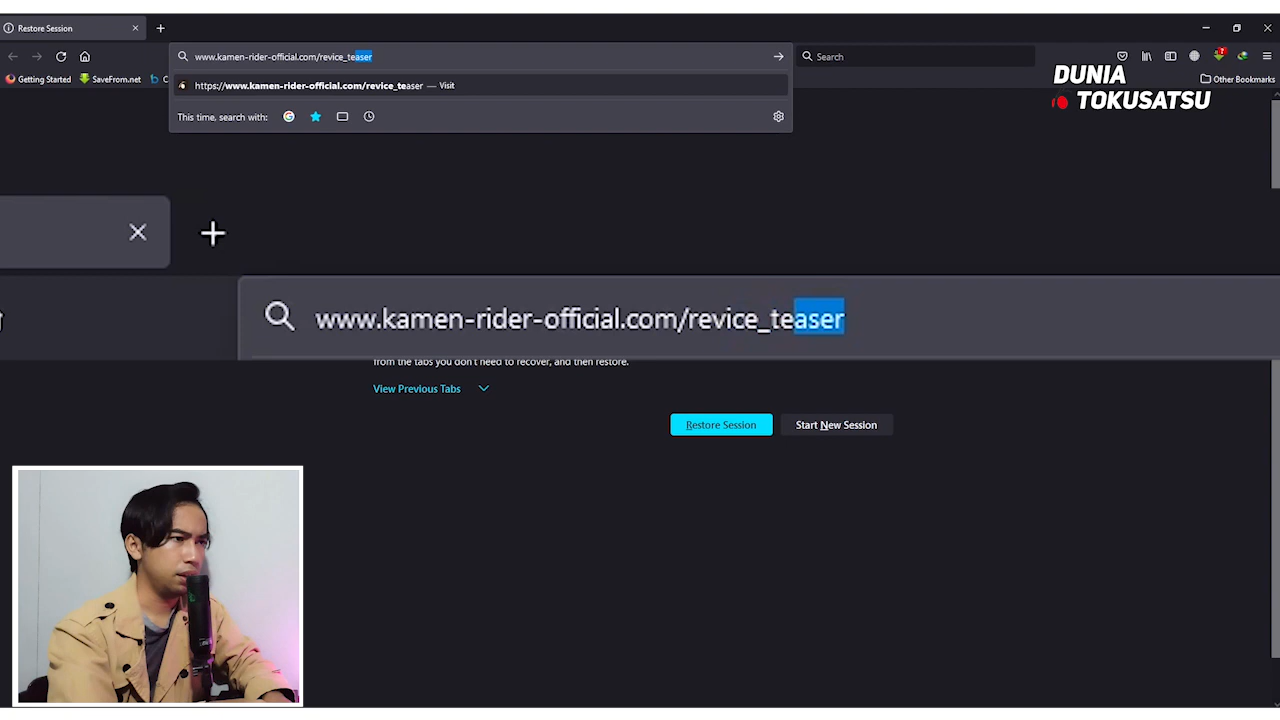 Restore Session
www.kamen-rider-official.com/revice_teaser
Search
https://www.kamen-rider-official.com/revice_teaser — Visit
Getting Started
SaveFrom.net
Other Bookmarks
This time, search with:
DUNIA
TOKUSATSU
www.kamen-rider-official.com/revice_teaser
from the tabs you don't need to recover, and then restore.
View Previous Tabs
Restore Session
Start New Session